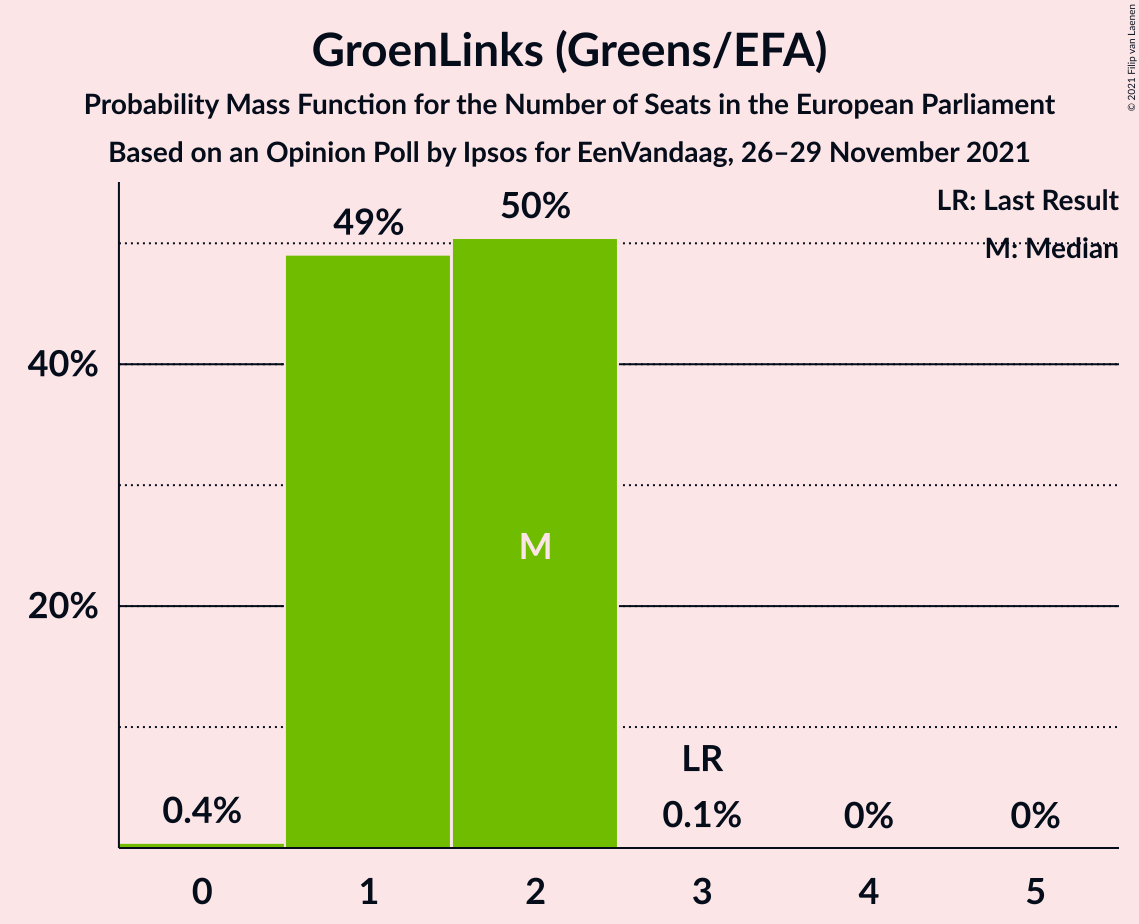 GroenLinks (Greens/EFA)
Probability Mass Function for the Number of Seats in the European Parliament
Based on an Opinion Poll by Ipsos for EenVandaag, 26–29 November 2021
© 2021 Filip van Laenen
LR: Last Result
M: Median
49%
50%
40%
20%
M
LR
0.4%
0.1%
0%
0%
0
1
2
3
4
5